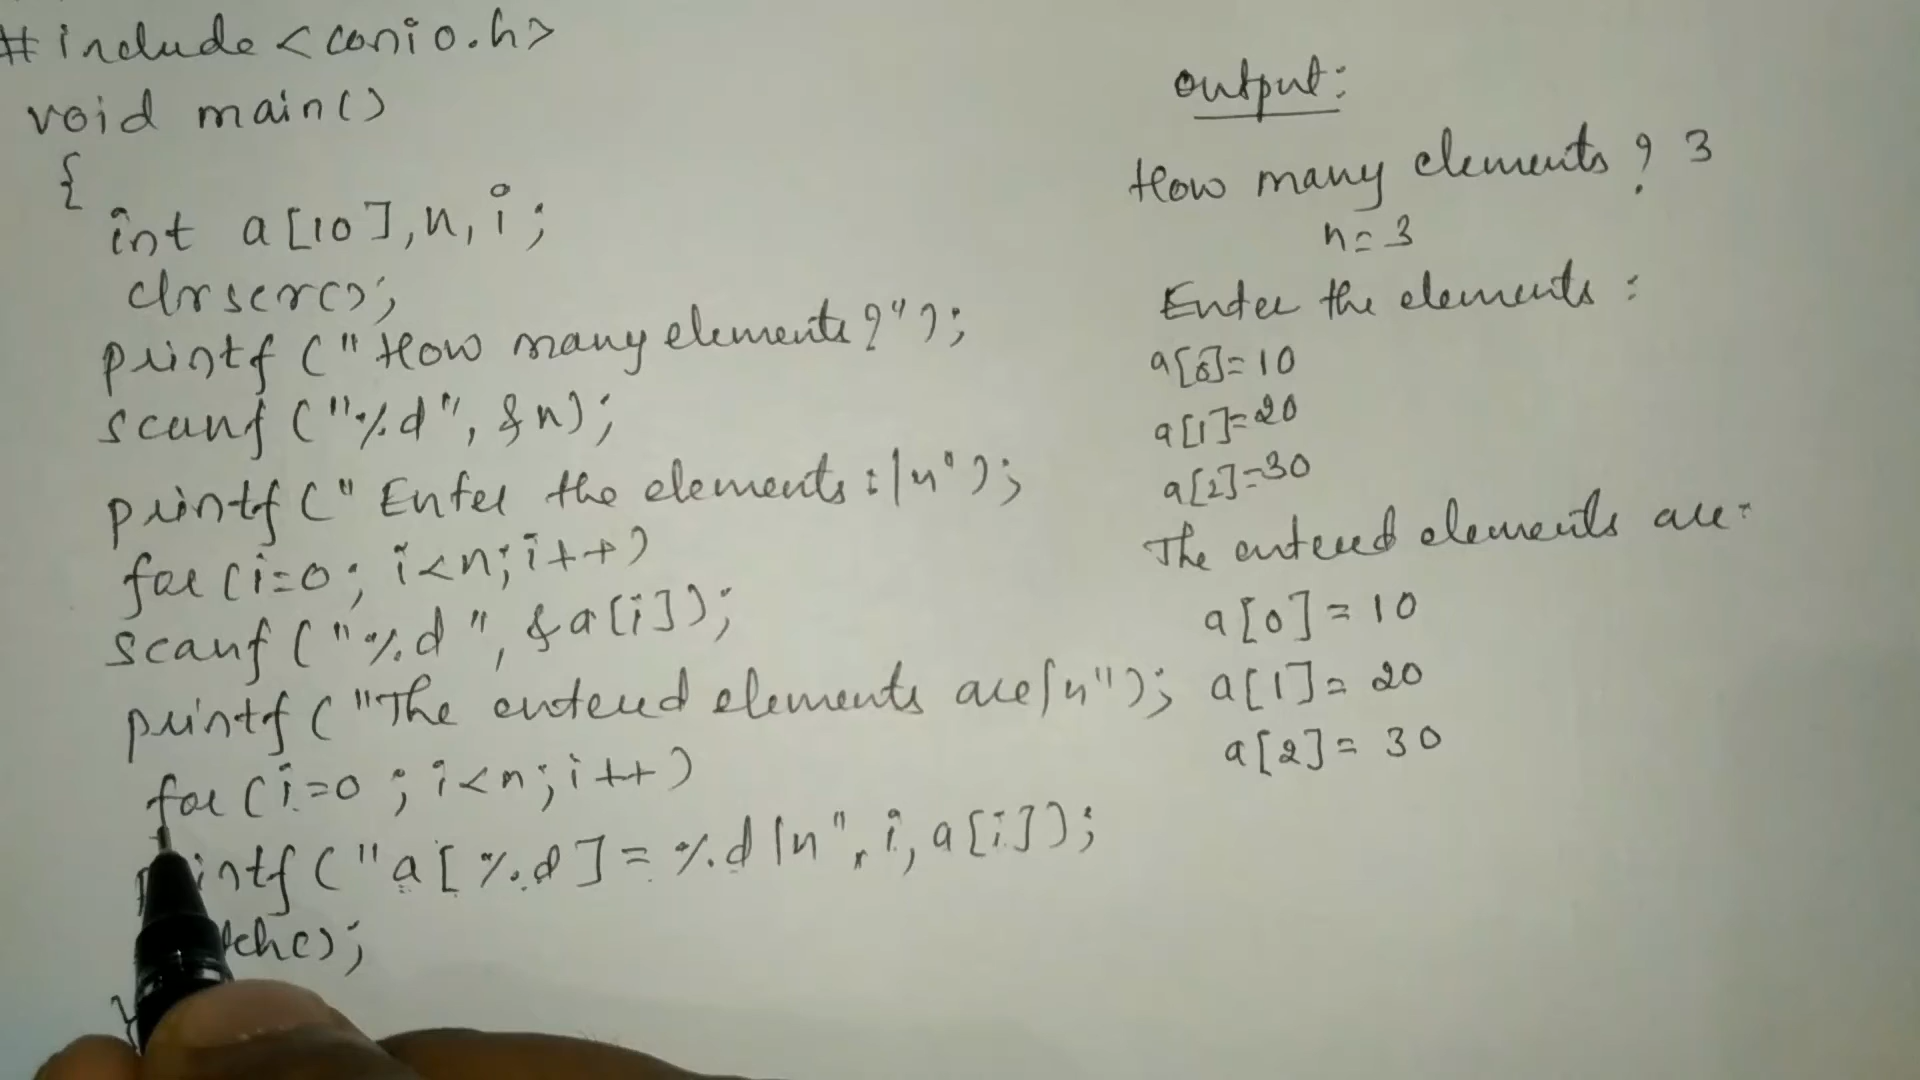 #include<conio.h>
void main()
{
int a[10],n,i;
clrscr();
printf("How many elements?");
scanf("%d",&n);
printf("Enter the elements:\n");
for(i=0;i<n;i++)
scanf("%d",&a[i]);
printf("The entered elements are\n");
for(i=0;i<n;i++)
printf("a[%d]=%d\n",i,a[i]);
tch();
}
output:
How many elements? 3
n=3
Enter the elements:
a[0]=10
a[1]=20
a[2]=30
The entered elements are:
a[0]=10
a[1]=20
a[2]=30